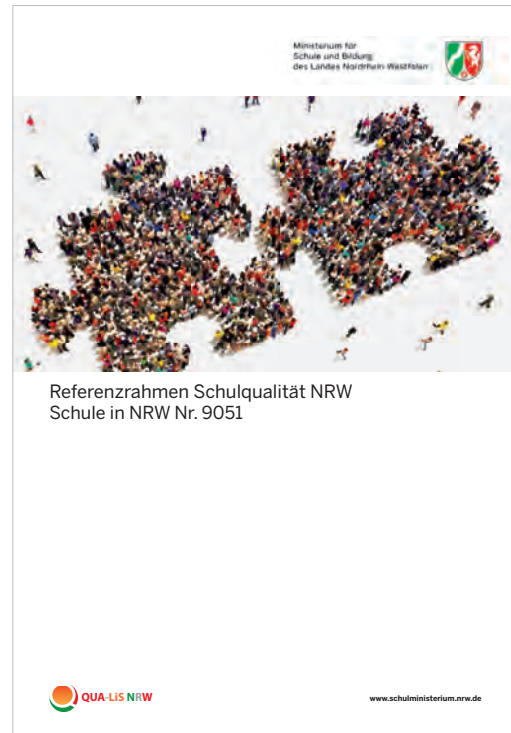 Ministerium für
Schule und Bildung
des Landes Nordrhein-Westfalen
Referenzrahmen Schulqualität NRW
Schule in NRW Nr. 9051
QUA-LiS NRW
www.schulministerium.nrw.de